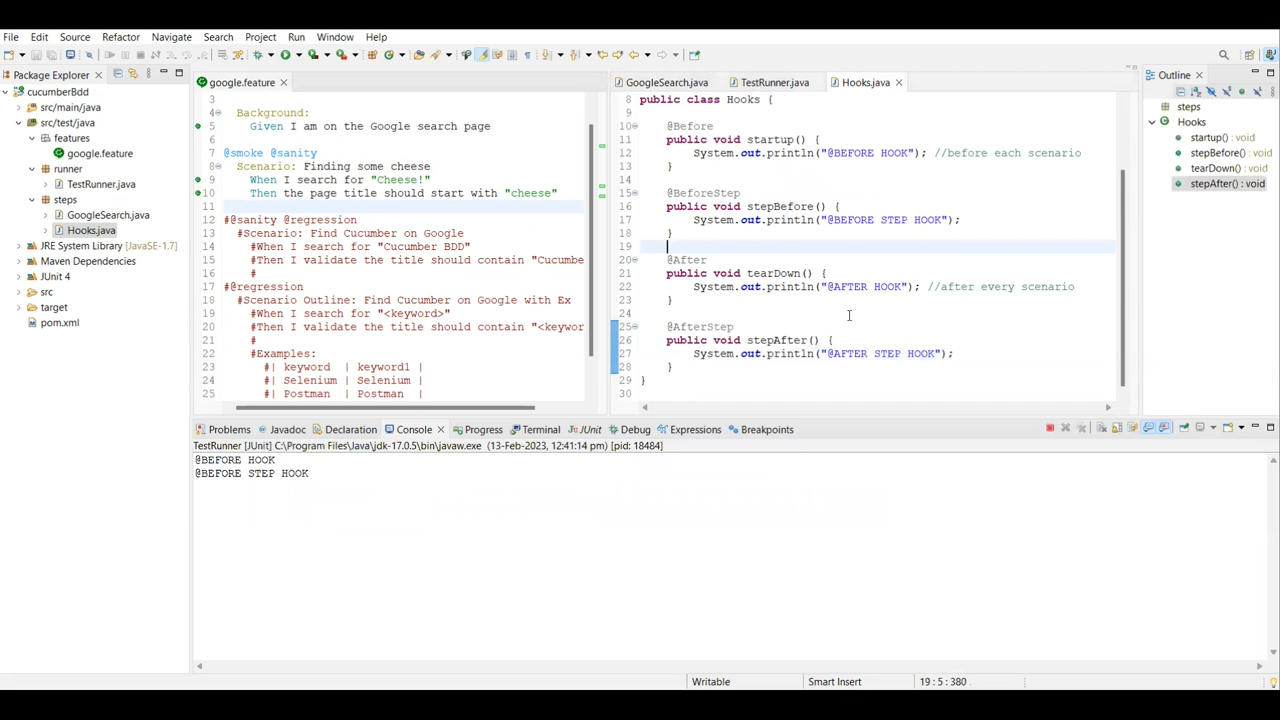 File Edit Source Refactor Navigate Search Project Run Window Help
Package Explorer
cucumberBdd
src/main/java
src/test/java
features
google.feature
runner
TestRunner.java
steps
GoogleSearch.java
Hooks.java
JRE System Library [JavaSE-1.7]
Maven Dependencies
JUnit 4
src
target
pom.xml
google.feature
3
4 Background:
5 Given I am on the Google search page
6
7 @smoke @sanity
8 Scenario: Finding some cheese
9 When I search for "Cheese!"
10 Then the page title should start with "cheese"
11
12 #@sanity @regression
13 #Scenario: Find Cucumber on Google
14 #When I search for "Cucumber BDD"
15 #Then I validate the title should contain "Cucumbe
16 #
17 #@regression
18 #Scenario Outline: Find Cucumber on Google with Ex
19 #When I search for "<keyword>"
20 #Then I validate the title should contain "<keywor
21 #
22 #Examples:
23 #| keyword | keyword1 |
24 #| Selenium | Selenium |
25 #| Postman | Postman |
GoogleSearch.java TestRunner.java Hooks.java
8 public class Hooks {
9
10 @Before
11 public void startup() {
12 System.out.println("@BEFORE HOOK"); //before each scenario
13 }
14
15 @BeforeStep
16 public void stepBefore() {
17 System.out.println("@BEFORE STEP HOOK");
18 }
19
20 @After
21 public void tearDown() {
22 System.out.println("@AFTER HOOK"); //after every scenario
23 }
24
25 @AfterStep
26 public void stepAfter() {
27 System.out.println("@AFTER STEP HOOK");
28 }
29 }
30
Outline
steps
Hooks
startup() : void
stepBefore() : void
tearDown() : void
stepAfter() : void
Problems Javadoc Declaration Console Progress Terminal JUnit Debug Expressions Breakpoints
TestRunner [JUnit] C:\Program Files\Java\jdk-17.0.5\bin\javaw.exe (13-Feb-2023, 12:41:14 pm) [pid: 18484]
@BEFORE HOOK
@BEFORE STEP HOOK
Writable Smart Insert 19 : 5 : 380